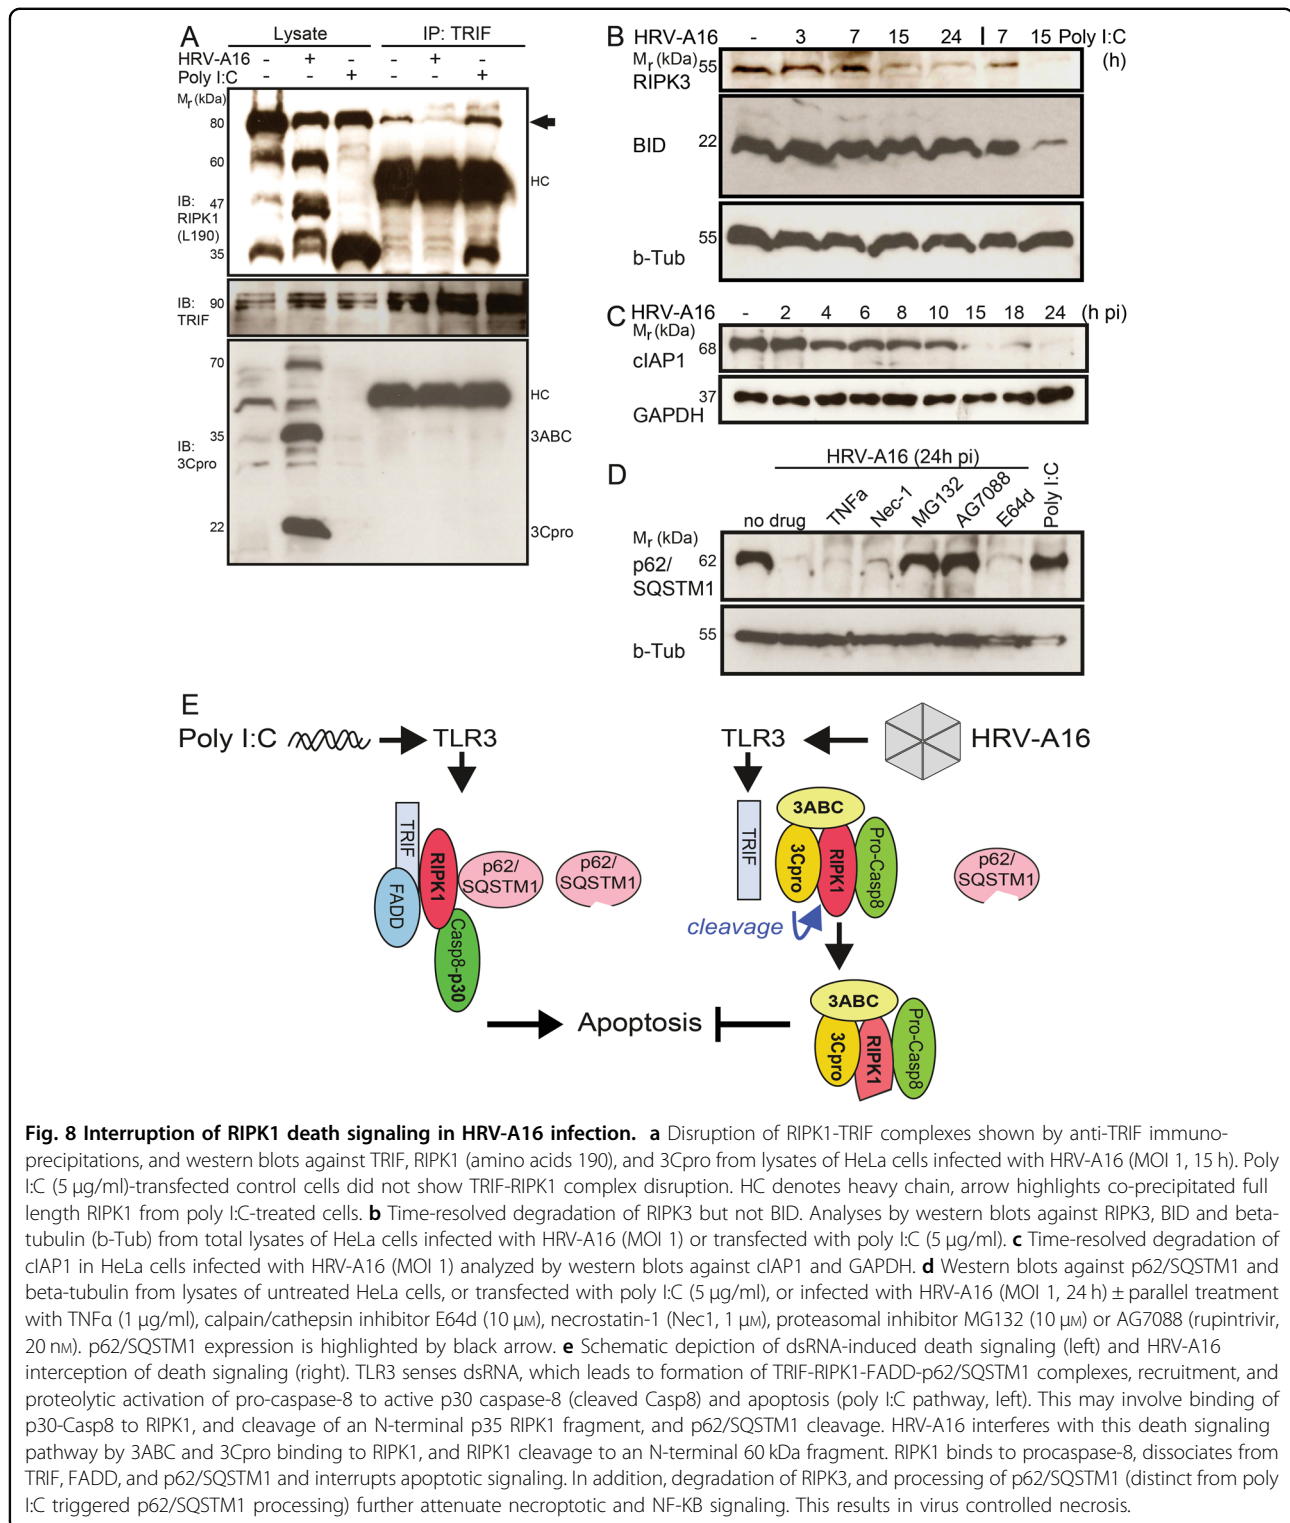 A
Lysate
IP: TRIF
HRV-A16 - + - - + -
Poly I:C - - + - - +
Mr (kDa)
80
60
HC
IB: 47
RIPK1
(L190)
35
IB: 90
TRIF
70
HC
35
3ABC
IB:
3Cpro
22
3Cpro
B HRV-A16 - 3 7 15 24 | 7 15 Poly I:C
Mr (kDa) (h)
55
RIPK3
22
BID
55
b-Tub
C HRV-A16 - 2 4 6 8 10 15 18 24 (h pi)
Mr (kDa)
68
cIAP1
37
GAPDH
D
HRV-A16 (24h pi)
no drug TNFa Nec-1 MG132 AG7088 E64d Poly I:C
Mr (kDa)
p62/ 62
SQSTM1
55
b-Tub
E
Poly I:C TLR3
TRIF
RIPK1
FADD
p62/
SQSTM1
p62/
SQSTM1
Casp8-p30
TLR3 HRV-A16
TRIF
3ABC
3Cpro
RIPK1
Pro-Casp8
p62/
SQSTM1
cleavage
Apoptosis
3ABC
3Cpro
RIPK1
Pro-Casp8
Fig. 8 Interruption of RIPK1 death signaling in HRV-A16 infection. a Disruption of RIPK1-TRIF complexes shown by anti-TRIF immuno-
precipitations, and western blots against TRIF, RIPK1 (amino acids 190), and 3Cpro from lysates of HeLa cells infected with HRV-A16 (MOI 1, 15 h). Poly
I:C (5 µg/ml)-transfected control cells did not show TRIF-RIPK1 complex disruption. HC denotes heavy chain, arrow highlights co-precipitated full
length RIPK1 from poly I:C-treated cells. b Time-resolved degradation of RIPK3 but not BID. Analyses by western blots against RIPK3, BID and beta-
tubulin (b-Tub) from total lysates of HeLa cells infected with HRV-A16 (MOI 1) or transfected with poly I:C (5 µg/ml). c Time-resolved degradation of
cIAP1 in HeLa cells infected with HRV-A16 (MOI 1) analyzed by western blots against cIAP1 and GAPDH. d Western blots against p62/SQSTM1 and
beta-tubulin from lysates of untreated HeLa cells, or transfected with poly I:C (5 µg/ml), or infected with HRV-A16 (MOI 1, 24 h) ± parallel treatment
with TNFα (1 µg/ml), calpain/cathepsin inhibitor E64d (10 µM), necrostatin-1 (Nec1, 1 µM), proteasomal inhibitor MG132 (10 µM) or AG7088 (rupintrivir,
20 nM). p62/SQSTM1 expression is highlighted by black arrow. e Schematic depiction of dsRNA-induced death signaling (left) and HRV-A16
interception of death signaling (right). TLR3 senses dsRNA, which leads to formation of TRIF-RIPK1-FADD-p62/SQSTM1 complexes, recruitment, and
proteolytic activation of pro-caspase-8 to active p30 caspase-8 (cleaved Casp8) and apoptosis (poly I:C pathway, left). This may involve binding of
p30-Casp8 to RIPK1, and cleavage of an N-terminal p35 RIPK1 fragment, and p62/SQSTM1 cleavage. HRV-A16 interferes with this death signaling
pathway by 3ABC and 3Cpro binding to RIPK1, and RIPK1 cleavage to an N-terminal 60 kDa fragment. RIPK1 binds to procaspase-8, dissociates from
TRIF, FADD, and p62/SQSTM1 and interrupts apoptotic signaling. In addition, degradation of RIPK3, and processing of p62/SQSTM1 (distinct from poly
I:C triggered p62/SQSTM1 processing) further attenuate necroptotic and NF-KB signaling. This results in virus controlled necrosis.